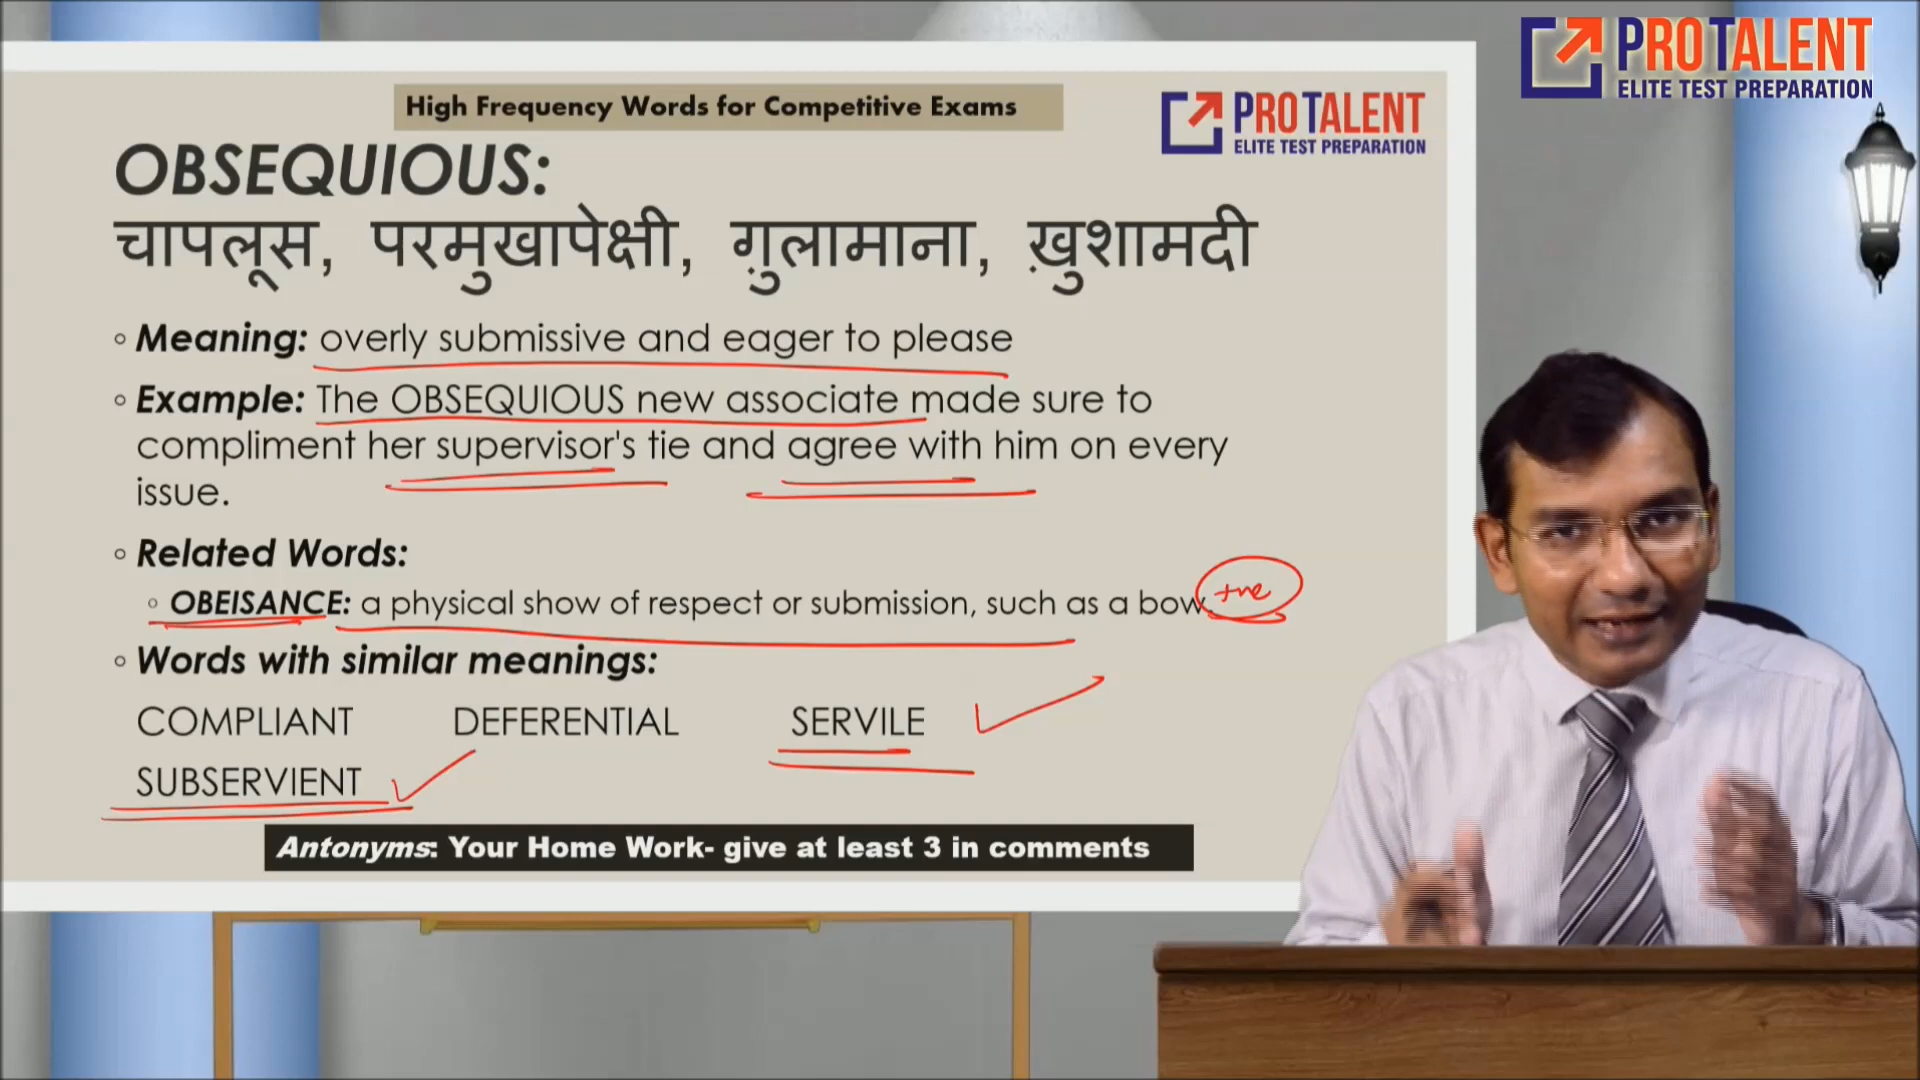 PROTALENT
ELITE TEST PREPARATION
High Frequency Words for Competitive Exams
PROTALENT
ELITE TEST PREPARATION
OBSEQUIOUS:
चापलूस, परमुखापेक्षी, ग़ुलामाना, ख़ुशामदी
Meaning: overly submissive and eager to please
Example: The OBSEQUIOUS new associate made sure to
compliment her supervisor's tie and agree with him on every
issue.
Related Words:
OBEISANCE: a physical show of respect or submission, such as a bow. +ve
Words with similar meanings:
COMPLIANT DEFERENTIAL SERVILE
SUBSERVIENT
Antonyms: Your Home Work- give at least 3 in comments